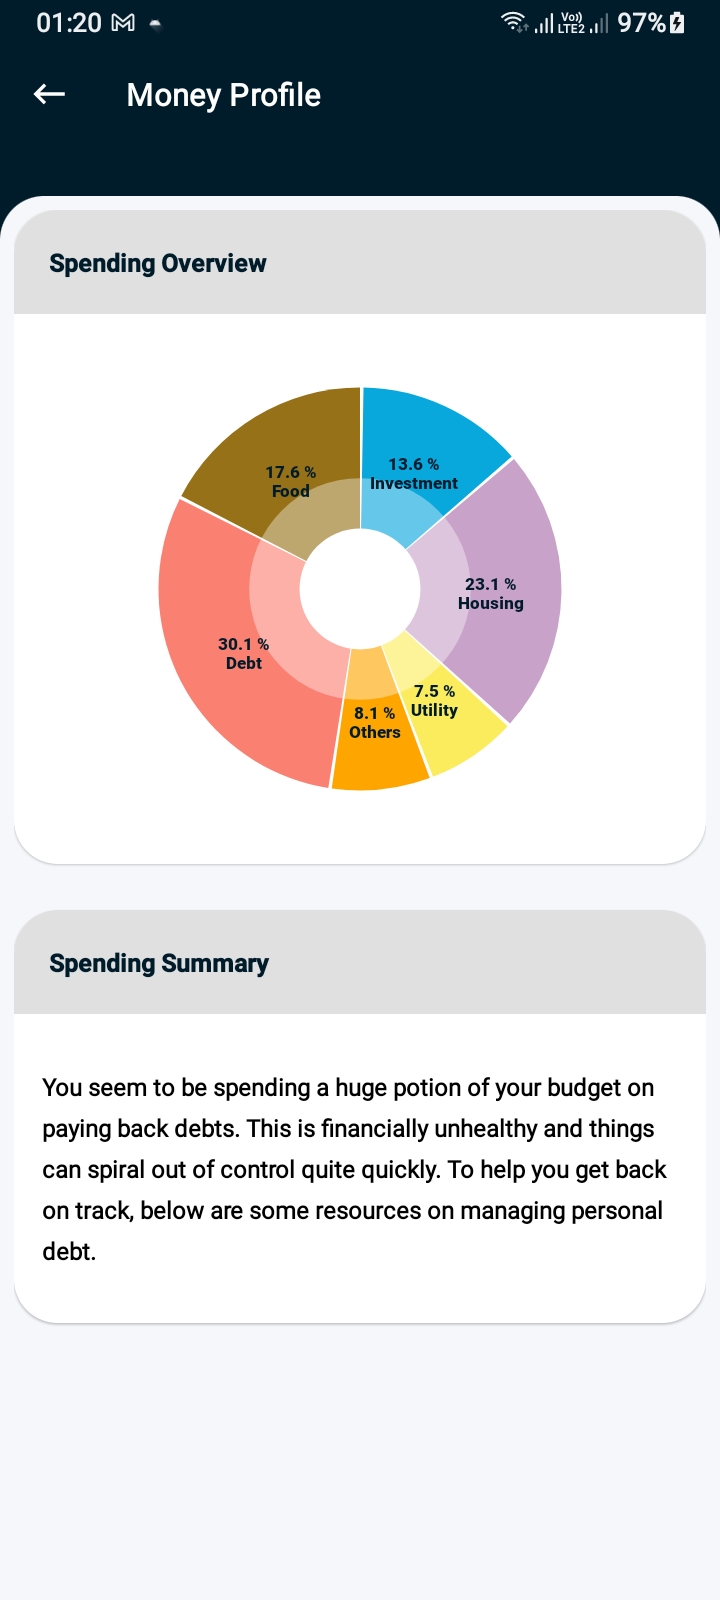 01:20
Vo))
LTE2
97%
Money Profile
Spending Overview
17.6 %
Food
13.6 %
Investment
23.1 %
Housing
30.1 %
Debt
7.5 %
Utility
8.1 %
Others
Spending Summary
You seem to be spending a huge potion of your budget on
paying back debts. This is financially unhealthy and things
can spiral out of control quite quickly. To help you get back
on track, below are some resources on managing personal
debt.